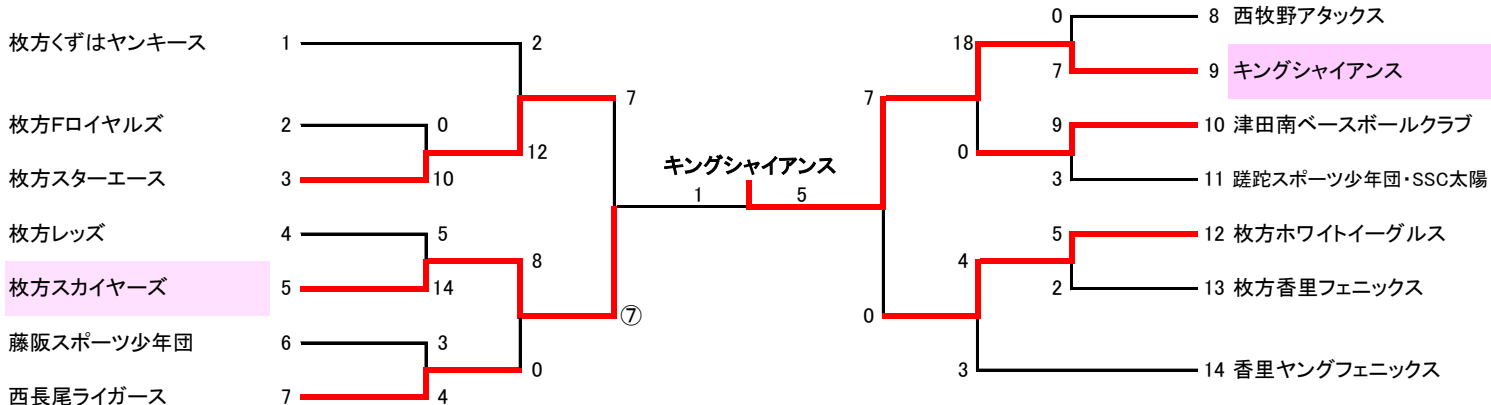 枚方くずはヤンキース 1 2
枚方Fロイヤルズ 2 0
枚方スターエース 3 10
12
7
枚方レッズ 4 5
枚方スカイヤーズ 5 14
8
藤阪スポーツ少年団 6 3
西長尾ライガース 7 4
0
⑦
キングシャイアンス
1 5
0 8 西牧野アタックス
18
7 9 キングシャイアンス
7
9 10 津田南ベースボールクラブ
0
3 11 蹉跎スポーツ少年団・SSC太陽
5 12 枚方ホワイトイーグルス
4
2 13 枚方香里フェニックス
0
3 14 香里ヤングフェニックス